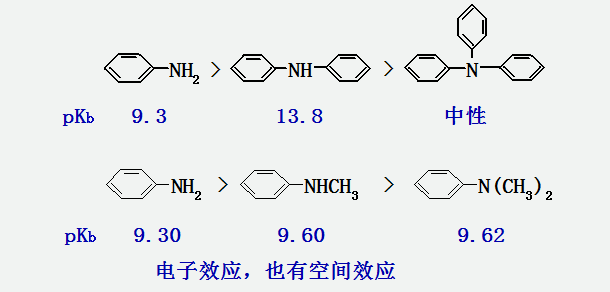 NH2 > NH > N
pKb 9.3 13.8 中性
NH2 > NHCH3 > N(CH3)2
pKb 9.30 9.60 9.62
电子效应，也有空间效应